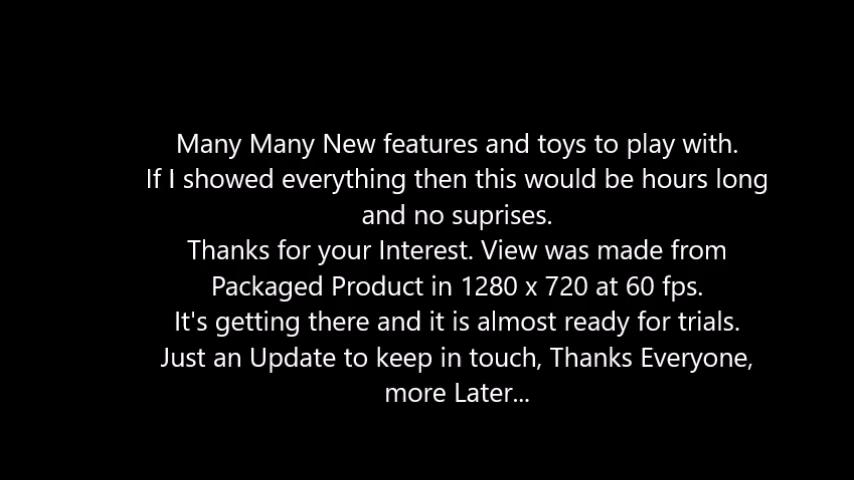 Many Many New features and toys to play with.
If I showed everything then this would be hours long
and no suprises.
Thanks for your Interest. View was made from
Packaged Product in 1280 x 720 at 60 fps.
It's getting there and it is almost ready for trials.
Just an Update to keep in touch, Thanks Everyone,
more Later...